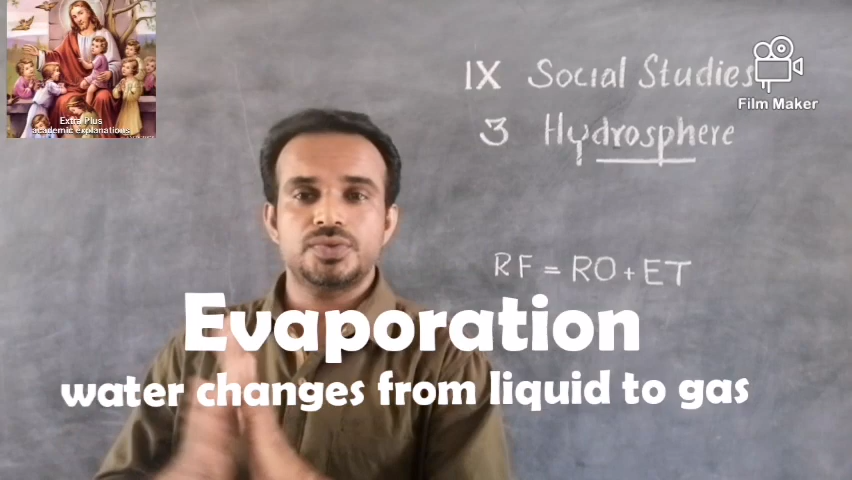 Extra Plus
academic explanations
IX Social Studies
Film Maker
3 Hydrosphere
RF = RO + ET
Evaporation
water changes from liquid to gas